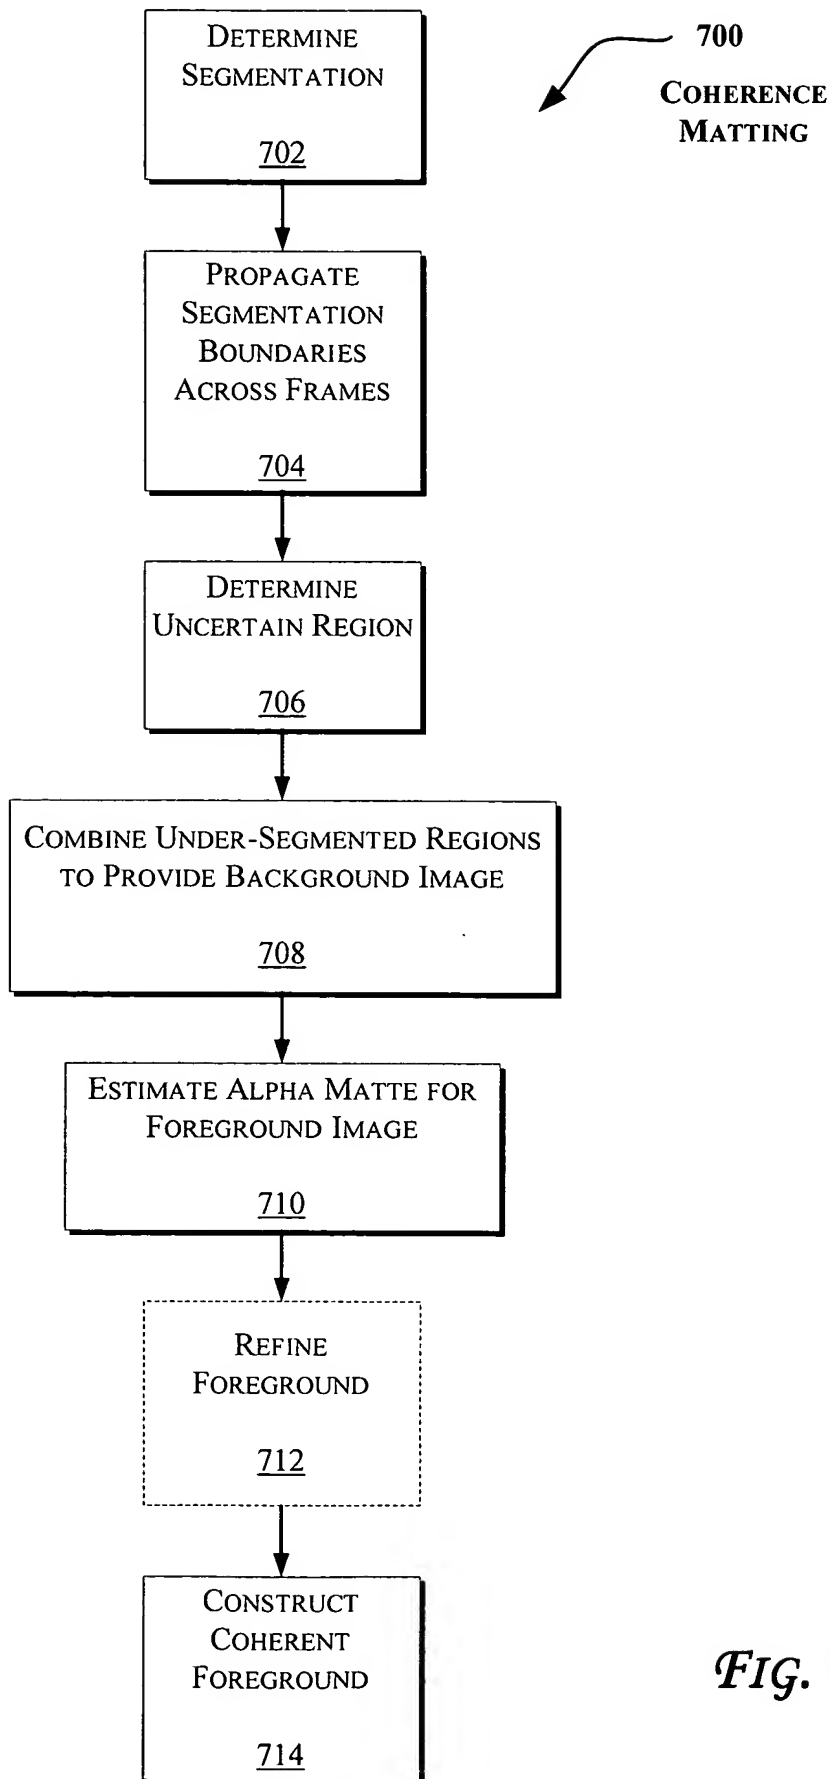 DETERMINE
SEGMENTATION
702
700
COHERENCE
MATTING
PROPAGATE
SEGMENTATION
BOUNDARIES
ACROSS FRAMES
704
DETERMINE
UNCERTAIN REGION
706
COMBINE UNDER-SEGMENTED REGIONS
TO PROVIDE BACKGROUND IMAGE
708
ESTIMATE ALPHA MATTE FOR
FOREGROUND IMAGE
710
REFINE
FOREGROUND
712
CONSTRUCT
COHERENT
FOREGROUND
714
FIG.